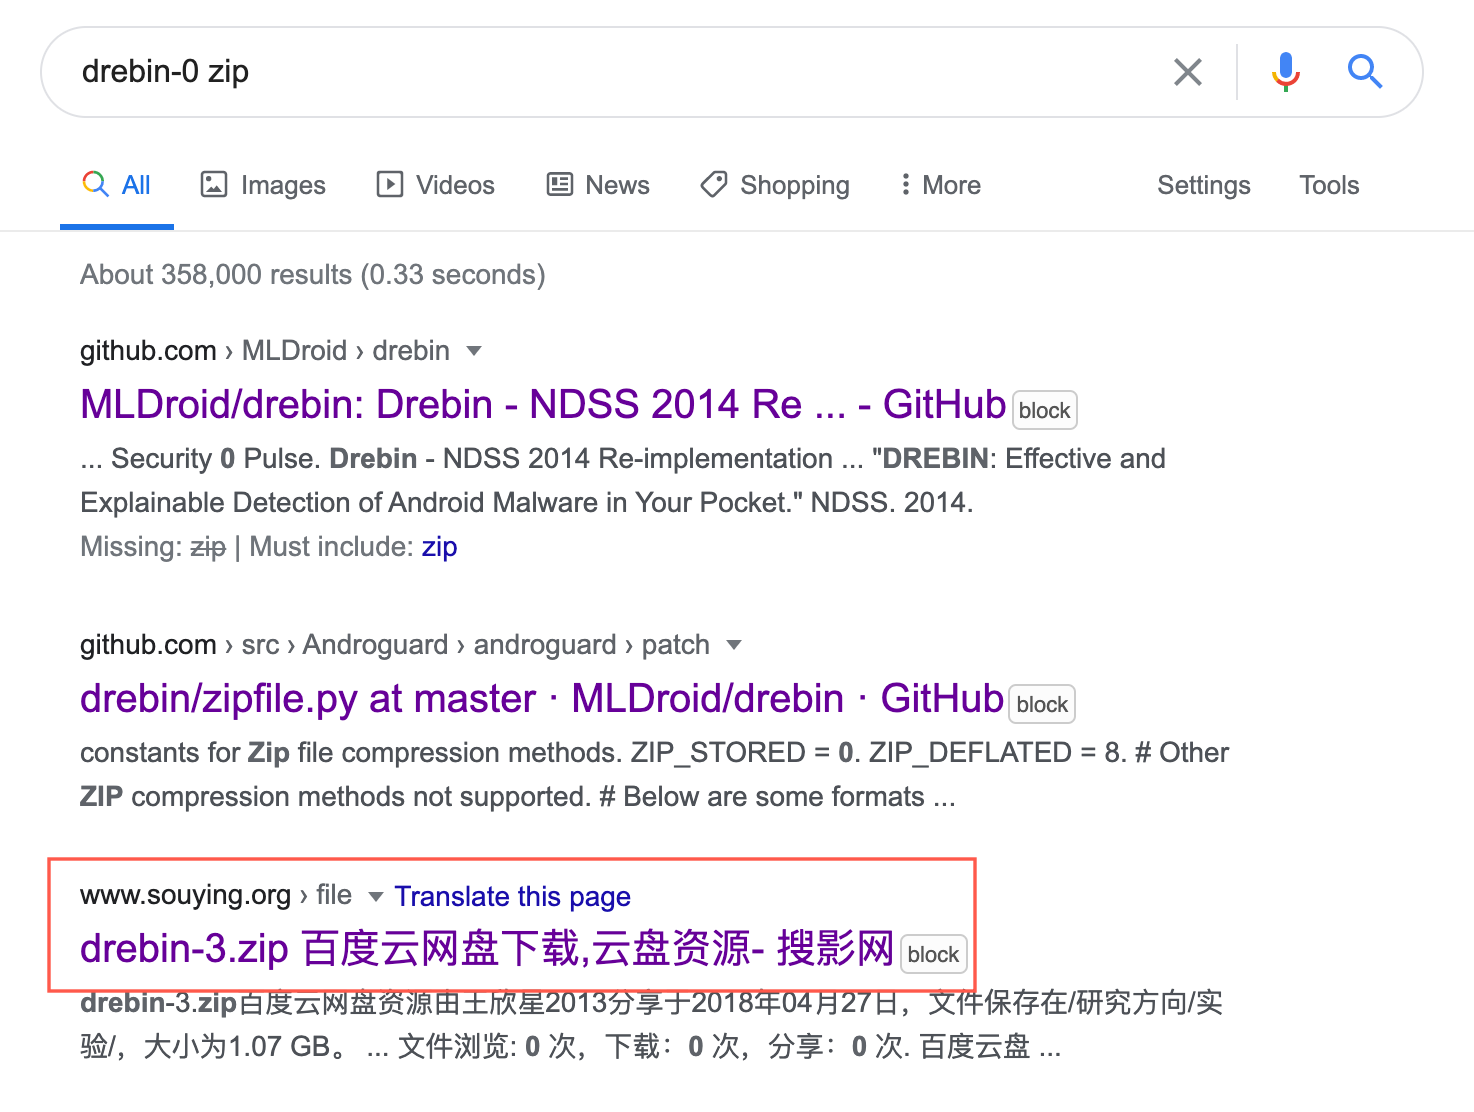 drebin-0 zip
All Images Videos News Shopping More Settings Tools
About 358,000 results (0.33 seconds)
github.com › MLDroid › drebin
MLDroid/drebin: Drebin - NDSS 2014 Re ... - GitHub block
... Security 0 Pulse. Drebin - NDSS 2014 Re-implementation ... "DREBIN: Effective and
Explainable Detection of Android Malware in Your Pocket." NDSS. 2014.
Missing: zip | Must include: zip
github.com › src › Androguard › androguard › patch
drebin/zipfile.py at master · MLDroid/drebin · GitHub block
constants for Zip file compression methods. ZIP_STORED = 0. ZIP_DEFLATED = 8. # Other
ZIP compression methods not supported. # Below are some formats ...
www.souying.org › file Translate this page
drebin-3.zip 百度云网盘下载,云盘资源- 搜影网 block
drebin-3.zip百度云网盘资源由王欣星2013分享于2018年04月27日，文件保存在/研究方向/实
验/，大小为1.07 GB。 ... 文件浏览: 0 次，下载：0 次，分享：0 次. 百度云盘 ...